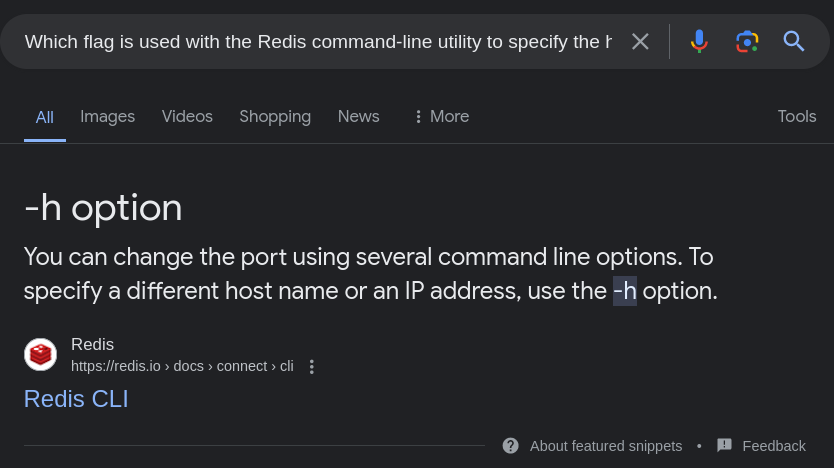 Which flag is used with the Redis command-line utility to specify the h
All Images Videos Shopping News More Tools
-h option
You can change the port using several command line options. To
specify a different host name or an IP address, use the -h option.
Redis
https://redis.io › docs › connect › cli
Redis CLI
About featured snippets • Feedback